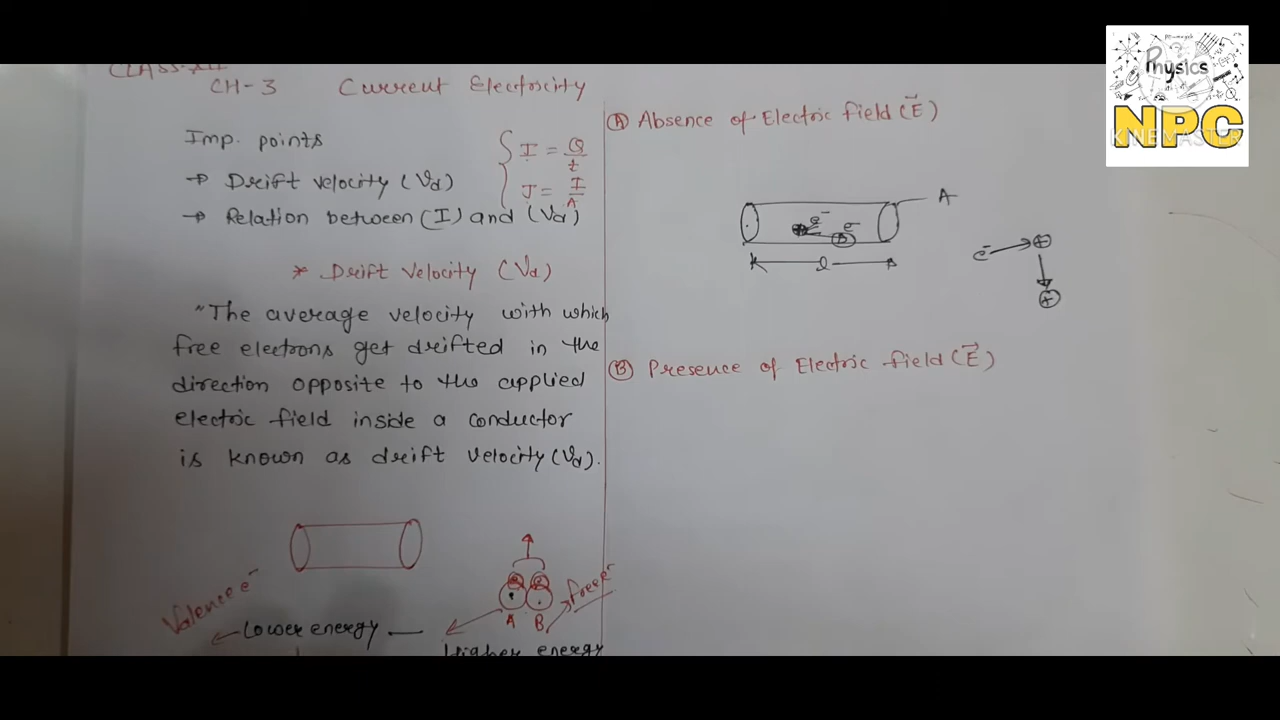 CLASS-XII
CH-3 Current Electricity
Imp. points
→ Drift velocity (Vd)
→ Relation between (I) and (Vd)
I = Q/t
J = I/A
* Drift Velocity (Vd)
"The average velocity with which
free electrons get drifted in the
direction opposite to the applied
electric field inside a conductor
is known as drift velocity (Vd).
Valence e⁻
Lower energy
A B
free e⁻
Higher energy
Ⓐ Absence of Electric field (E⃗)
A
e⁻ e⁻
l
e⁻ → ⊕
⊕
Ⓑ Presence of Electric field (E⃗)
Physics
NPC
KINEMASTER